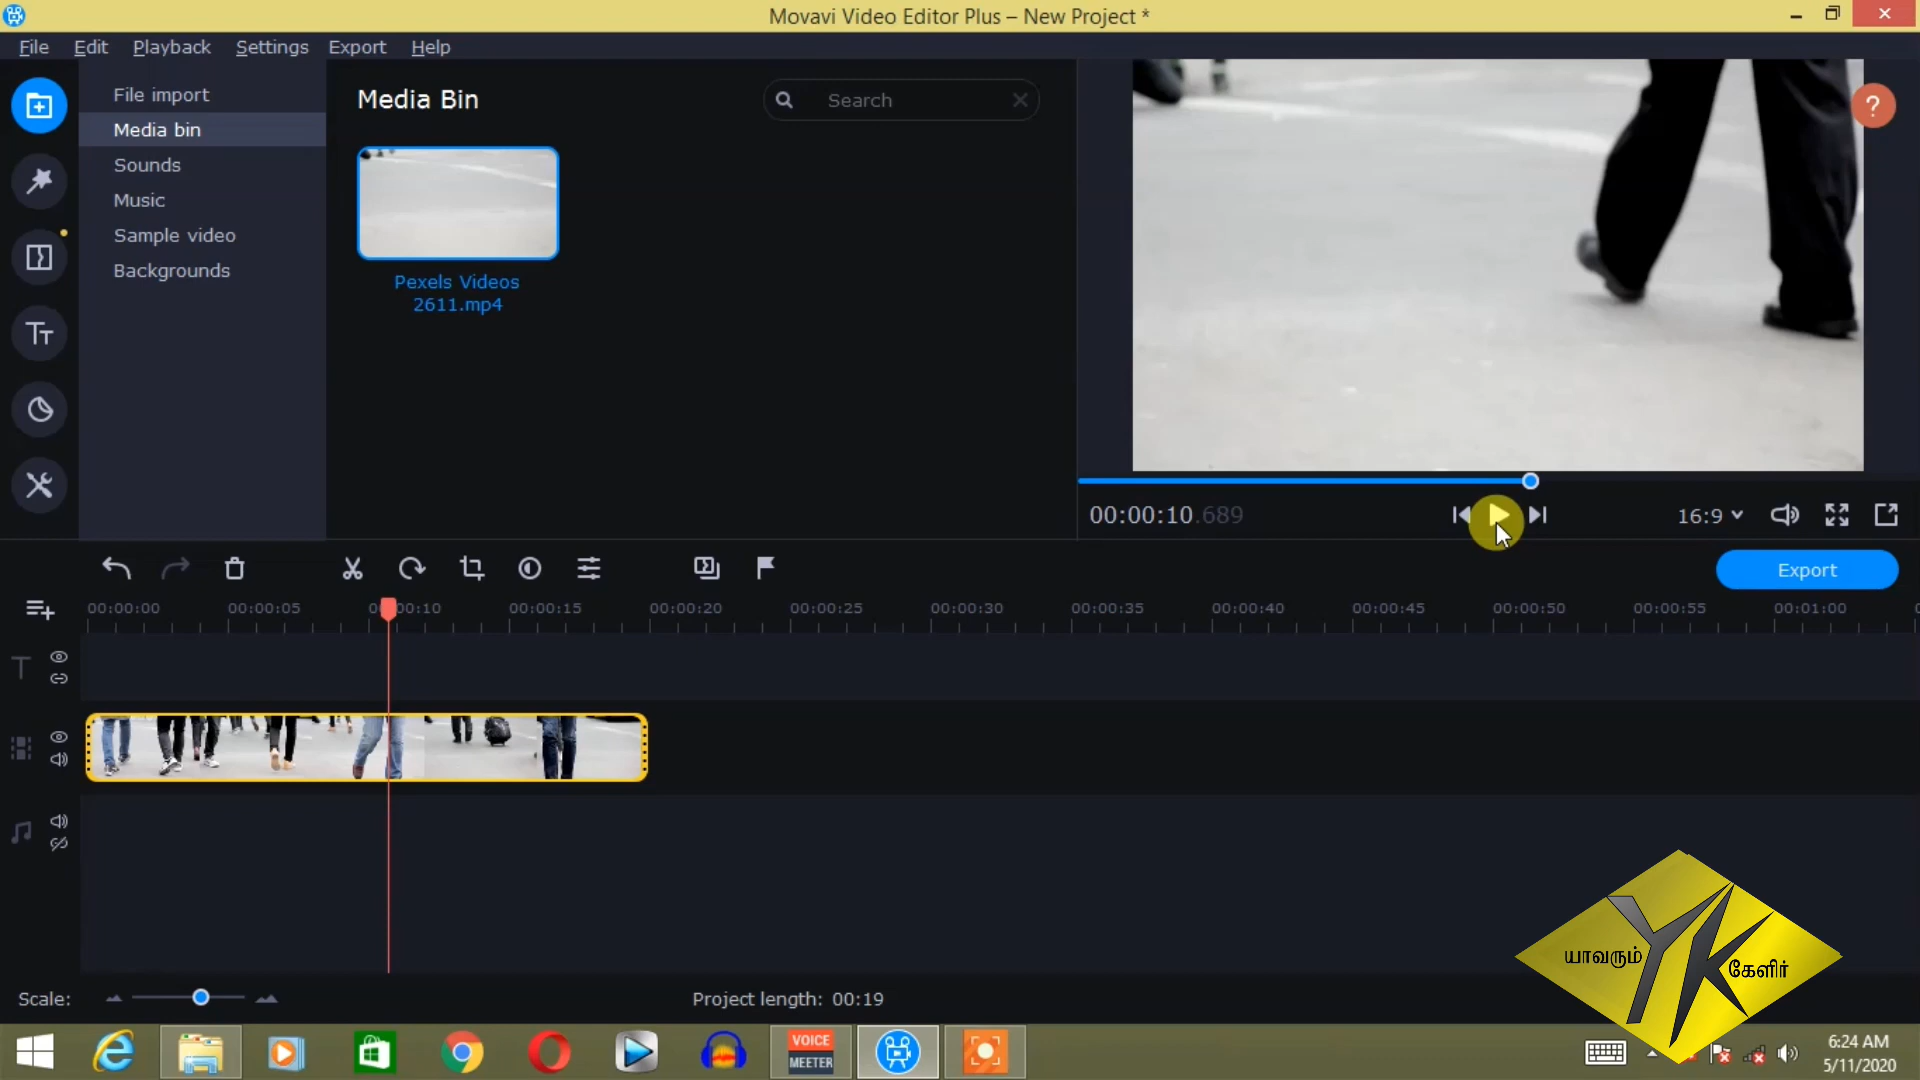 Movavi Video Editor Plus – New Project *
File Edit Playback Settings Export Help
File import
Media bin
Sounds
Music
Sample video
Backgrounds
Media Bin
Search
Pexels Videos
2611.mp4
?
00:00:10.689
16:9
Export
00:00:00 00:00:05 00:00:10 00:00:15 00:00:20 00:00:25 00:00:30 00:00:35 00:00:40 00:00:45 00:00:50 00:00:55 00:01:00
Scale:
Project length: 00:19
யாவரும் YK கேளிர்
VOICE
MEETER
6:24 AM
5/11/2020